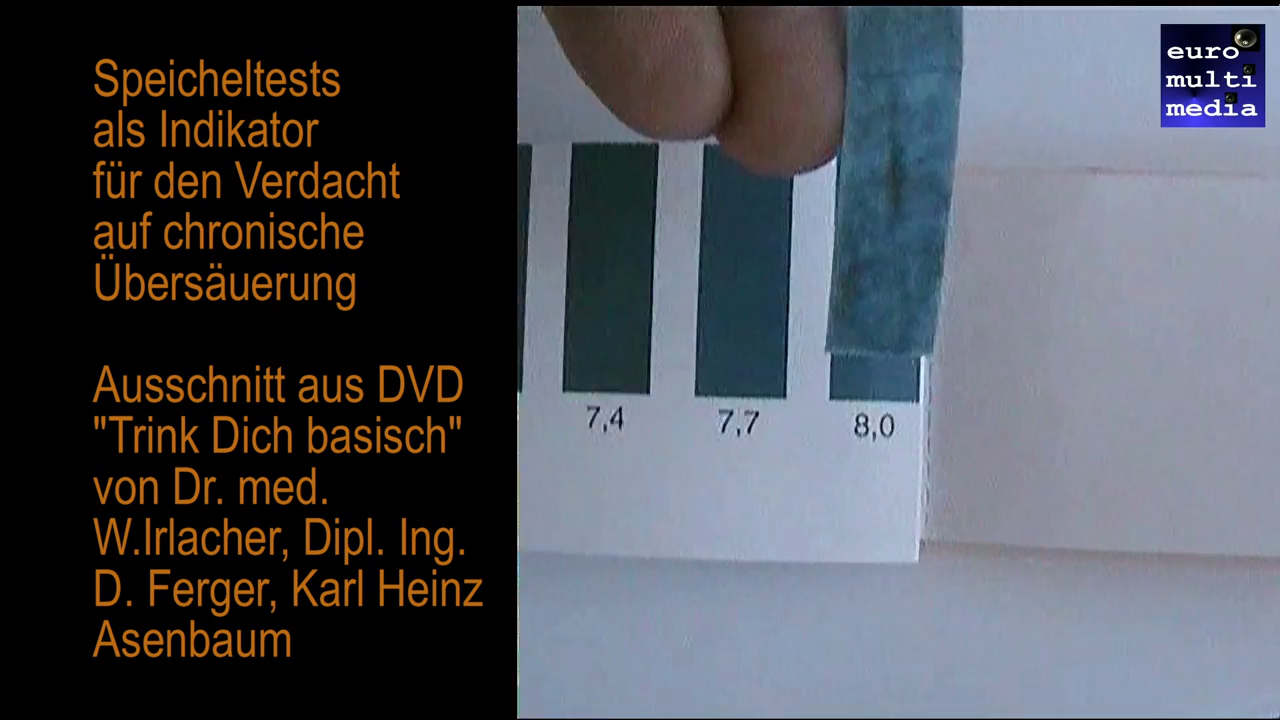 Speicheltests
als Indikator
für den Verdacht
auf chronische
Übersäuerung
Ausschnitt aus DVD
"Trink Dich basisch"
von Dr. med.
W.Irlacher, Dipl. Ing.
D. Ferger, Karl Heinz
Asenbaum
7,4
7,7
8,0
euro
multi
media